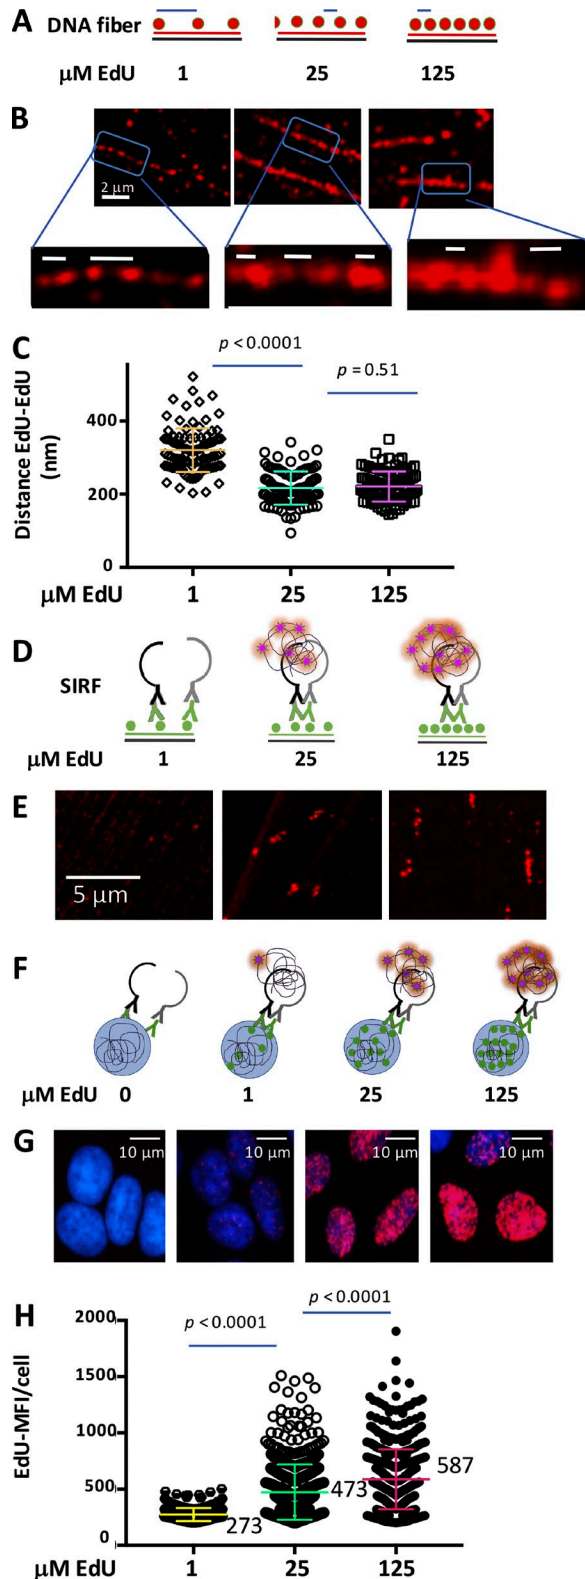 A
DNA fiber
μM EdU 1 25 125
B
2 μm
C
p < 0.0001
p = 0.51
Distance EdU-EdU
(nm)
400
200
0
μM EdU 1 25 125
D
SIRF
μM EdU 1 25 125
E
5 μm
F
μM EdU 0 1 25 125
G
10 μm 10 μm 10 μm 10 μm
H
p < 0.0001
p < 0.0001
EdU-MFI/cell
2000
1500
1000
500
0
273
473
587
μM EdU 1 25 125